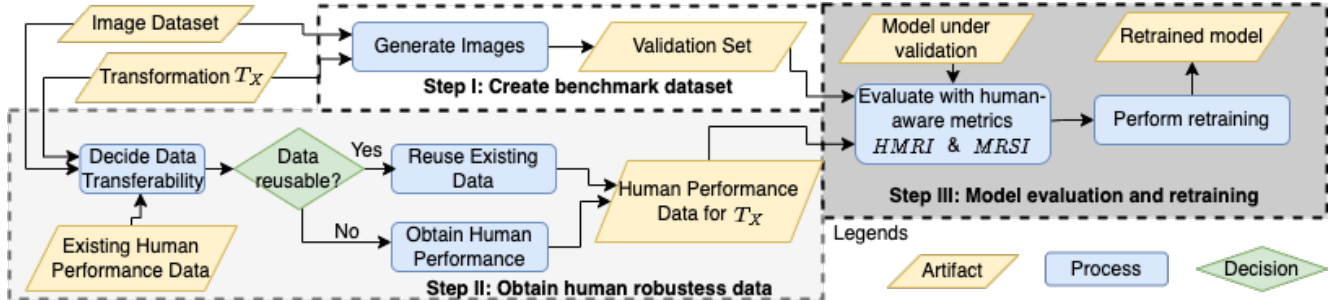 Image Dataset
Transformation T_X
Generate Images
Validation Set
Step I: Create benchmark dataset
Model under
validation
Retrained model
Evaluate with human-
aware metrics
HMRI & MRSI
Perform retraining
Step III: Model evaluation and retraining
Decide Data
Transferability
Data
reusable?
Yes
No
Reuse Existing
Data
Obtain Human
Performance
Human Performance
Data for T_X
Existing Human
Performance Data
Step II: Obtain human robustess data
Legends
Artifact
Process
Decision